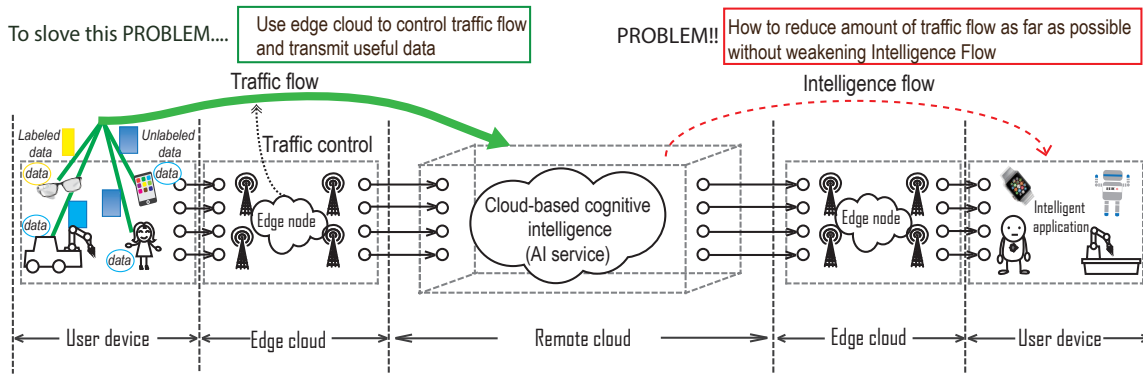 To slove this PROBLEM....
Use edge cloud to control traffic flow
and transmit useful data
PROBLEM!!
How to reduce amount of traffic flow as far as possible
without weakening Intelligence Flow
Traffic flow
Intelligence flow
Labeled
data
Unlabeled
data
Traffic control
data
data
data
data
Edge node
Cloud-based cognitive
intelligence
(AI service)
Edge node
Intelligent
application
User device
Edge cloud
Remote cloud
Edge cloud
User device